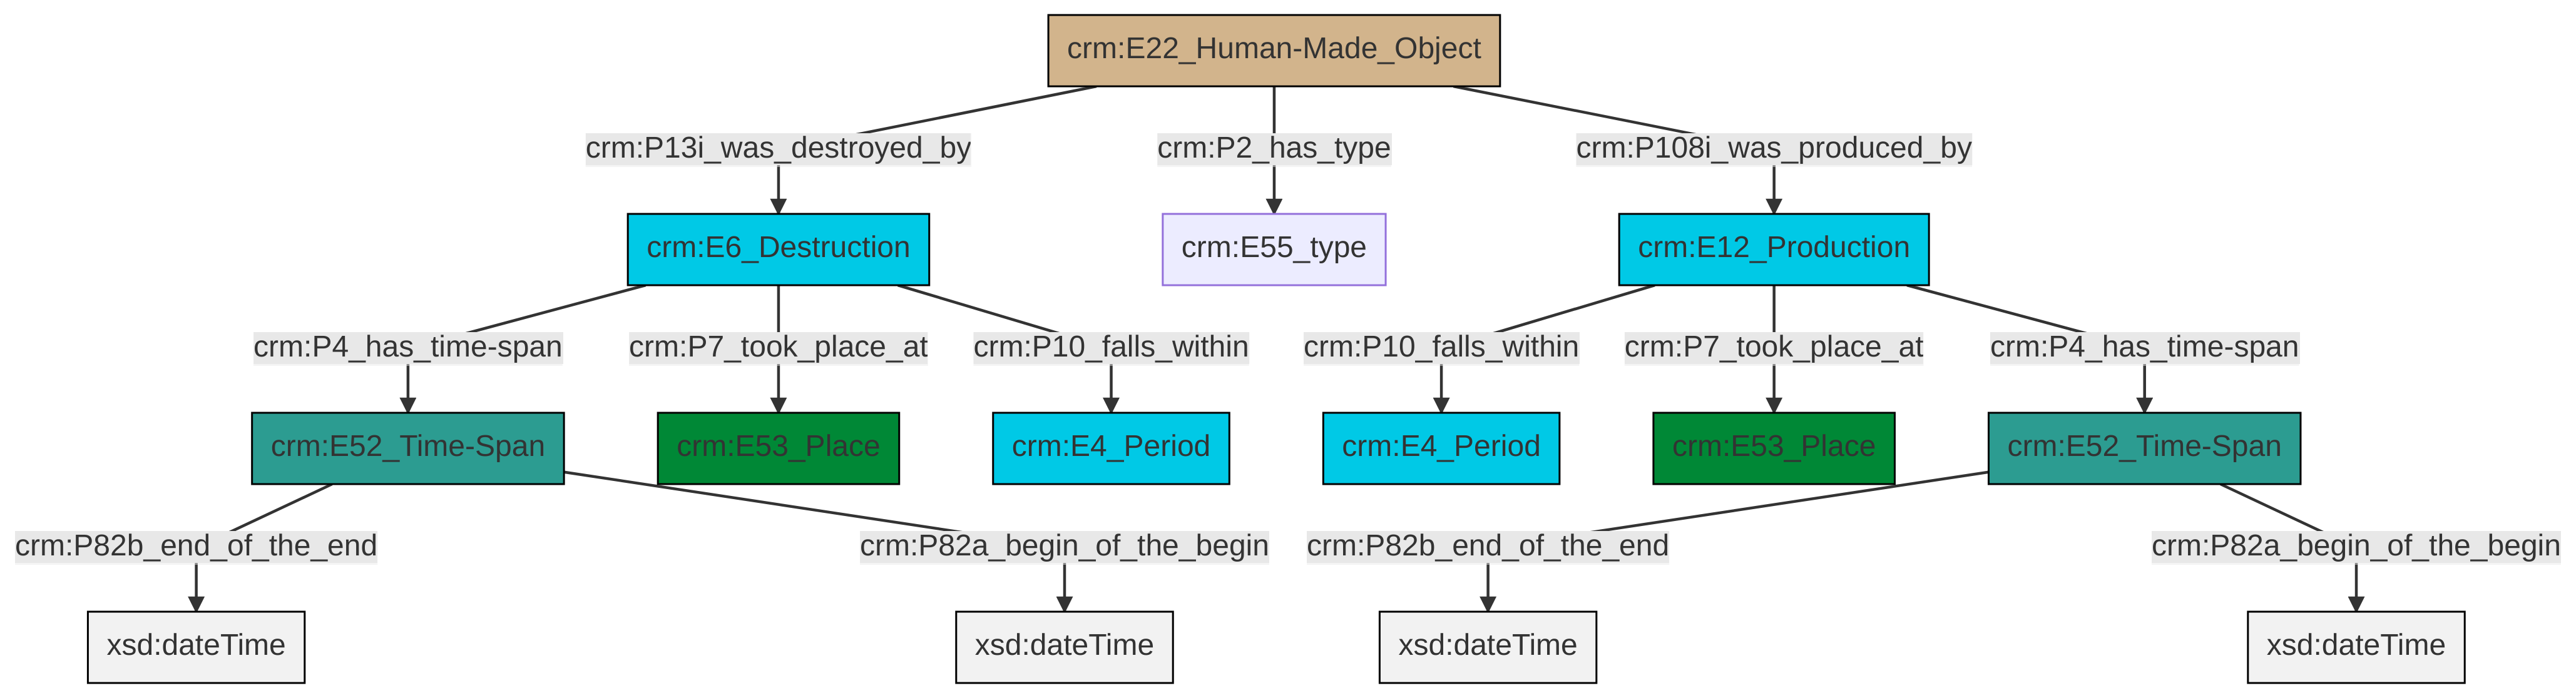 crm:E22_Human-Made_Object
crm:P13i_was_destroyed_by
crm:P2_has_type
crm:P108i_was_produced_by
crm:E6_Destruction
crm:E55_type
crm:E12_Production
crm:P4_has_time-span
crm:P7_took_place_at
crm:P10_falls_within
crm:P10_falls_within
crm:P7_took_place_at
crm:P4_has_time-span
crm:E52_Time-Span
crm:E53_Place
crm:E4_Period
crm:E4_Period
crm:E53_Place
crm:E52_Time-Span
crm:P82b_end_of_the_end
crm:P82a_begin_of_the_begin
crm:P82b_end_of_the_end
crm:P82a_begin_of_the_begin
xsd:dateTime
xsd:dateTime
xsd:dateTime
xsd:dateTime